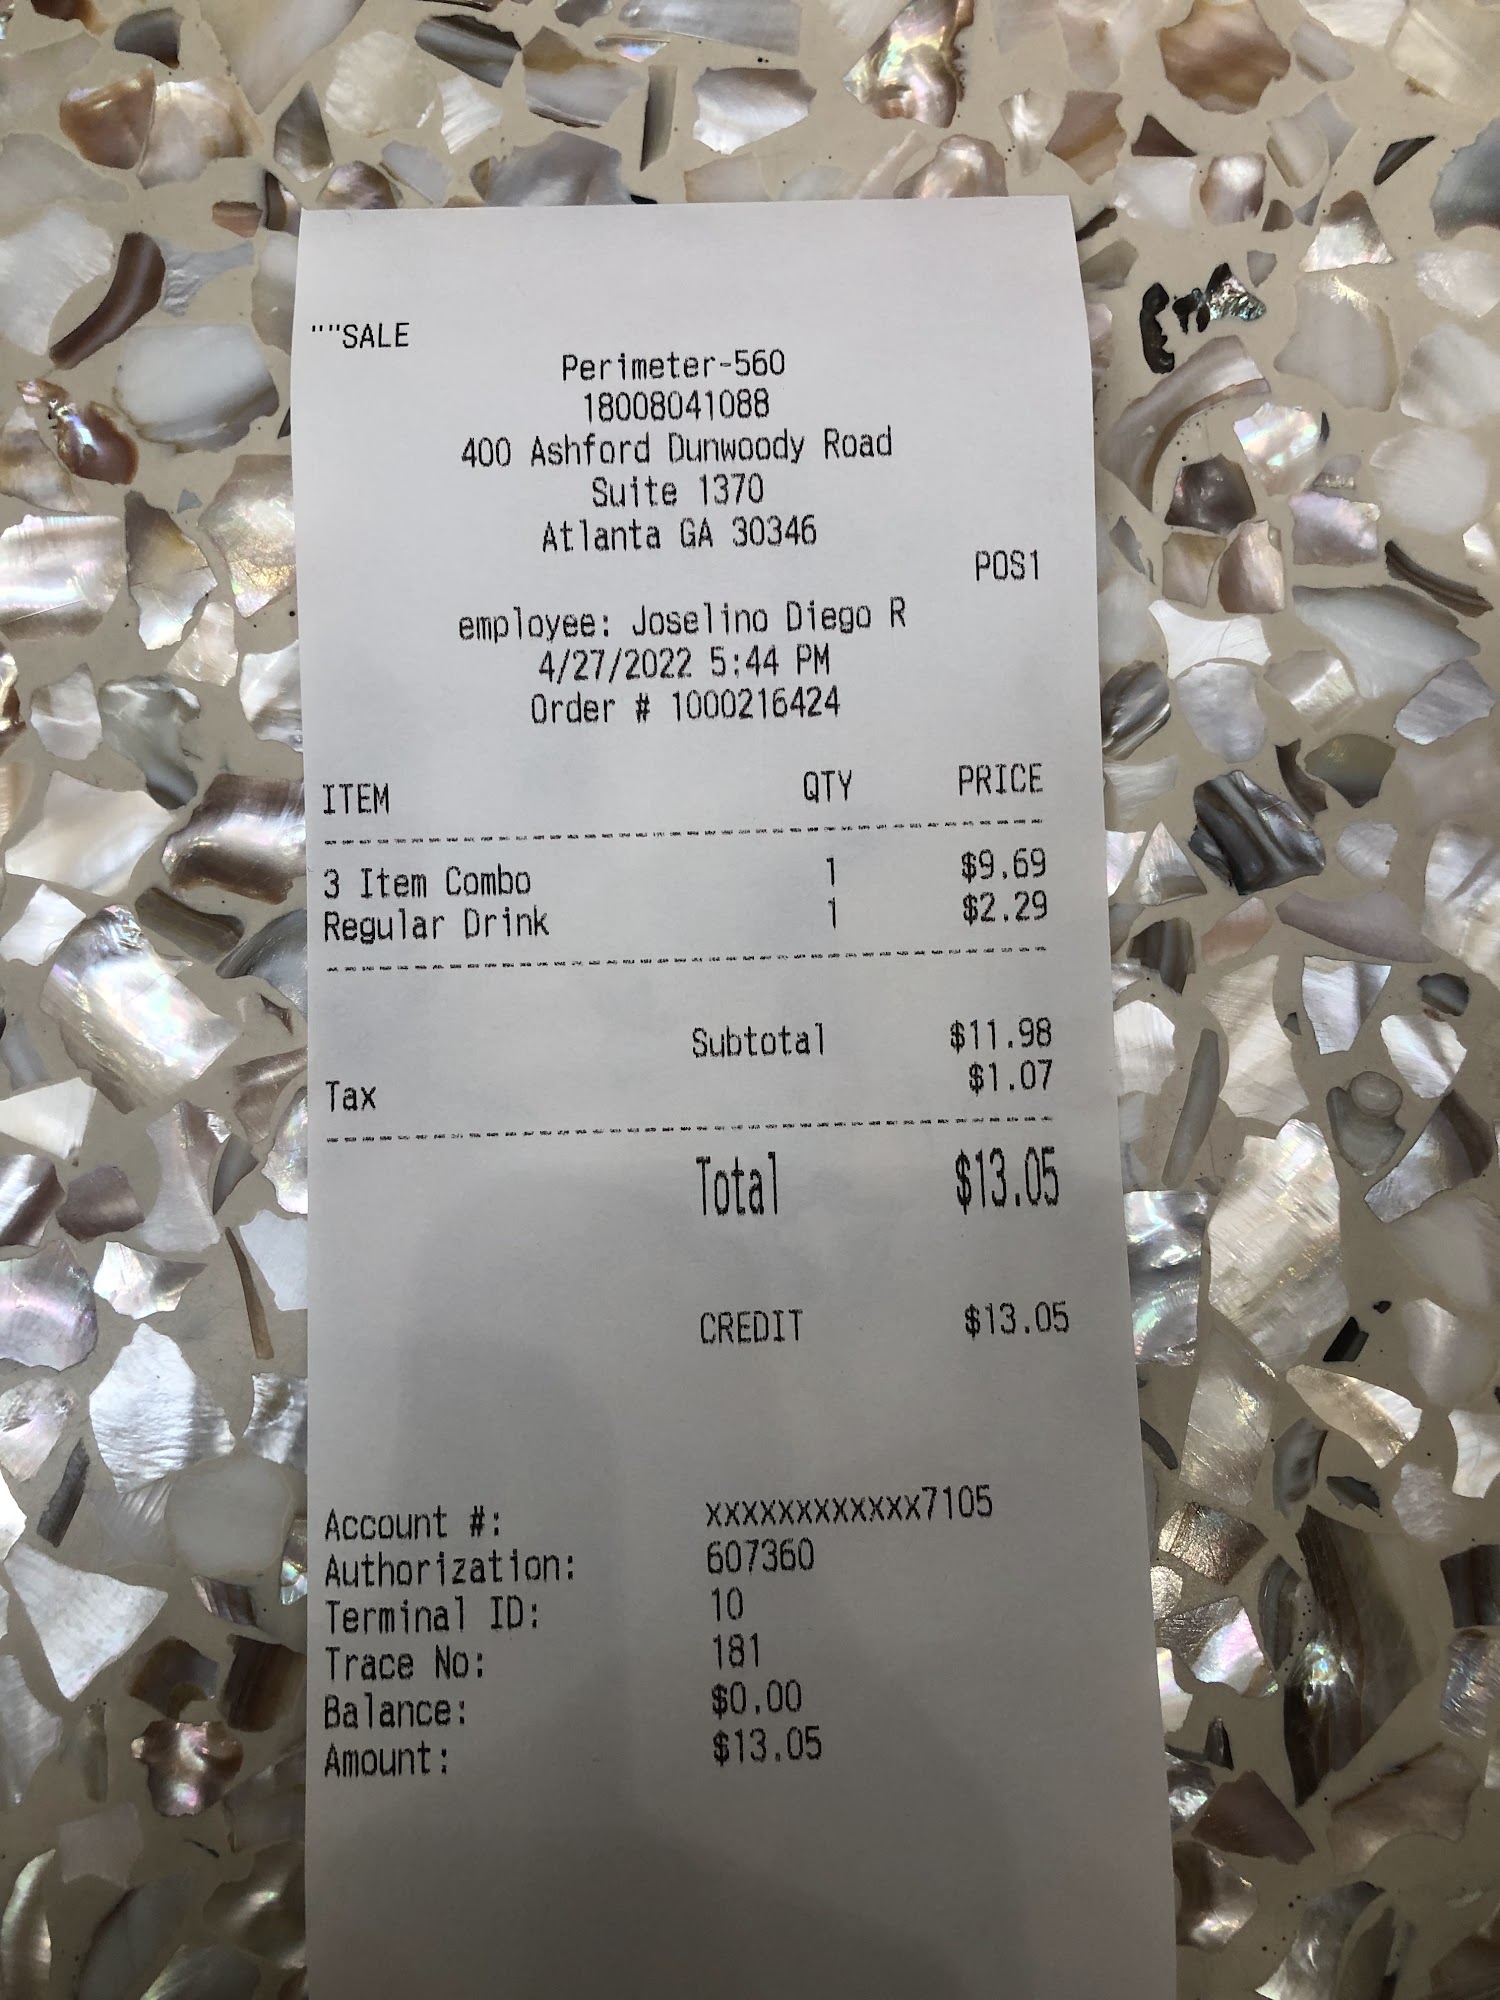 ""SALE
Perimeter-560
18008041088
400 Ashford Dunwoody Road
Suite 1370
Atlanta GA 30346
POS1
employee: Joselino Diego R
4/27/2022 5:44 PM
Order # 1000216424
ITEM QTY PRICE
3 Item Combo 1 $9.69
Regular Drink 1 $2.29
Subtotal $11.98
Tax $1.07
Total $13.05
CREDIT $13.05
Account #: xxxxxxxxxxxx7105
Authorization: 607360
Terminal ID: 10
Trace No: 181
Balance: $0.00
Amount: $13.05